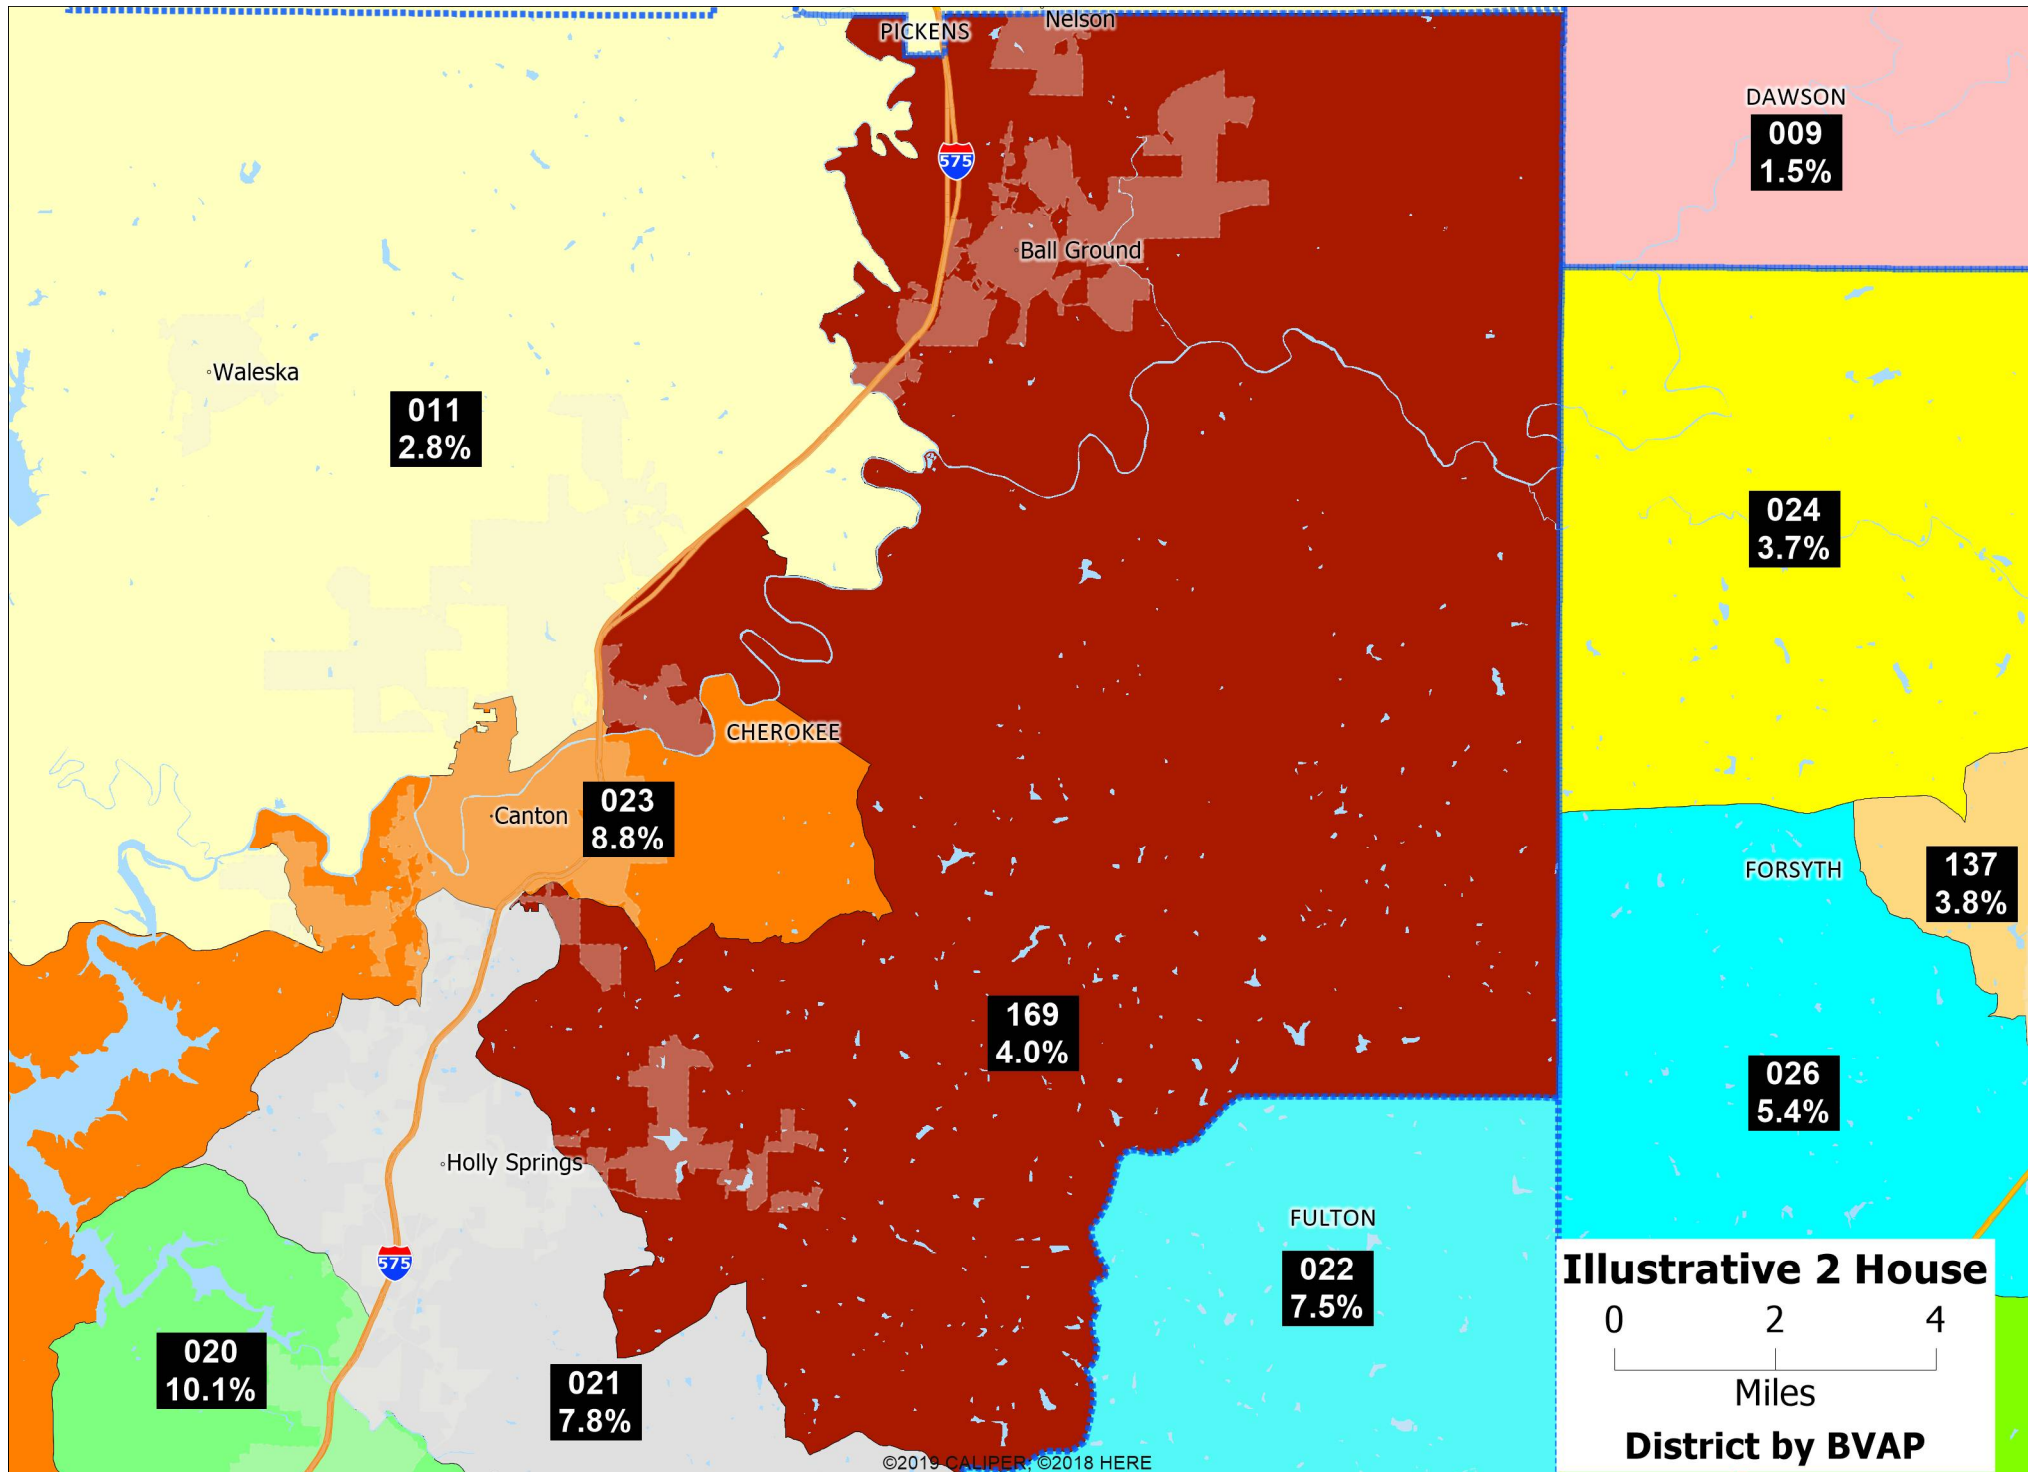 PICKENS
Nelson
DAWSON
009
1.5%
575
Ball Ground
Waleska
011
2.8%
024
3.7%
CHEROKEE
Canton
023
8.8%
FORSYTH
137
3.8%
169
4.0%
026
5.4%
Holly Springs
FULTON
022
7.5%
575
020
10.1%
021
7.8%
Illustrative 2 House
0 2 4
Miles
District by BVAP
©2019 CALIPER, ©2018 HERE